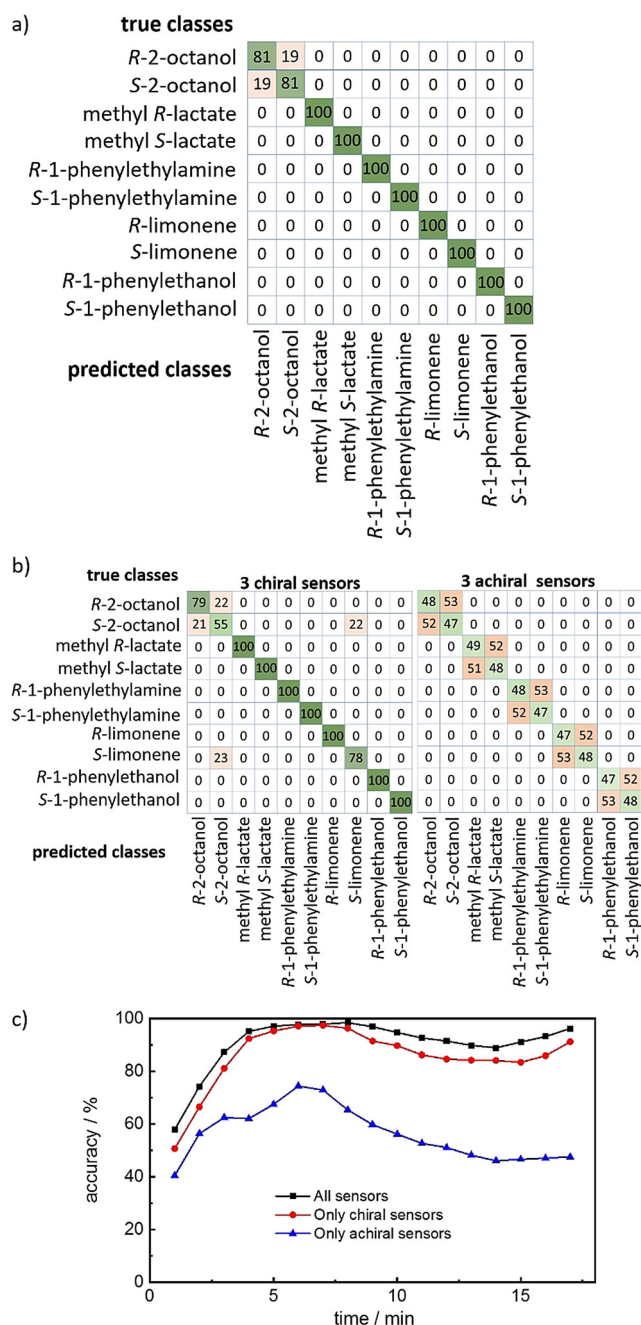 a)
true classes
R-2-octanol 81 19 0 0 0 0 0 0 0 0
S-2-octanol 19 81 0 0 0 0 0 0 0 0
methyl R-lactate 0 0 100 0 0 0 0 0 0 0
methyl S-lactate 0 0 0 100 0 0 0 0 0 0
R-1-phenylethylamine 0 0 0 0 100 0 0 0 0 0
S-1-phenylethylamine 0 0 0 0 0 100 0 0 0 0
R-limonene 0 0 0 0 0 0 100 0 0 0
S-limonene 0 0 0 0 0 0 0 100 0 0
R-1-phenylethanol 0 0 0 0 0 0 0 0 100 0
S-1-phenylethanol 0 0 0 0 0 0 0 0 0 100
predicted classes
R-2-octanol
S-2-octanol
methyl R-lactate
methyl S-lactate
R-1-phenylethylamine
S-1-phenylethylamine
R-limonene
S-limonene
R-1-phenylethanol
S-1-phenylethanol
b)
true classes
3 chiral sensors
3 achiral sensors
R-2-octanol 79 22 0 0 0 0 0 0 0 0 48 53 0 0 0 0 0 0 0 0
S-2-octanol 21 55 0 0 0 0 0 22 0 0 52 47 0 0 0 0 0 0 0 0
methyl R-lactate 0 0 100 0 0 0 0 0 0 0 0 0 49 52 0 0 0 0 0 0
methyl S-lactate 0 0 0 100 0 0 0 0 0 0 0 0 51 48 0 0 0 0 0 0
R-1-phenylethylamine 0 0 0 0 100 0 0 0 0 0 0 0 0 0 48 53 0 0 0 0
S-1-phenylethylamine 0 0 0 0 0 100 0 0 0 0 0 0 0 0 52 47 0 0 0 0
R-limonene 0 0 0 0 0 0 100 0 0 0 0 0 0 0 0 0 47 52 0 0
S-limonene 0 23 0 0 0 0 0 78 0 0 0 0 0 0 0 0 53 48 0 0
R-1-phenylethanol 0 0 0 0 0 0 0 0 100 0 0 0 0 0 0 0 0 0 47 52
S-1-phenylethanol 0 0 0 0 0 0 0 0 0 100 0 0 0 0 0 0 0 0 53 48
predicted classes
R-2-octanol
S-2-octanol
methyl R-lactate
methyl S-lactate
R-1-phenylethylamine
S-1-phenylethylamine
R-limonene
S-limonene
R-1-phenylethanol
S-1-phenylethanol
R-2-octanol
S-2-octanol
methyl R-lactate
methyl S-lactate
R-1-phenylethylamine
S-1-phenylethylamine
R-limonene
S-limonene
R-1-phenylethanol
S-1-phenylethanol
c)
100
80
60
40
20
0
accuracy / %
All sensors
Only chiral sensors
Only achiral sensors
0 5 10 15
time / min